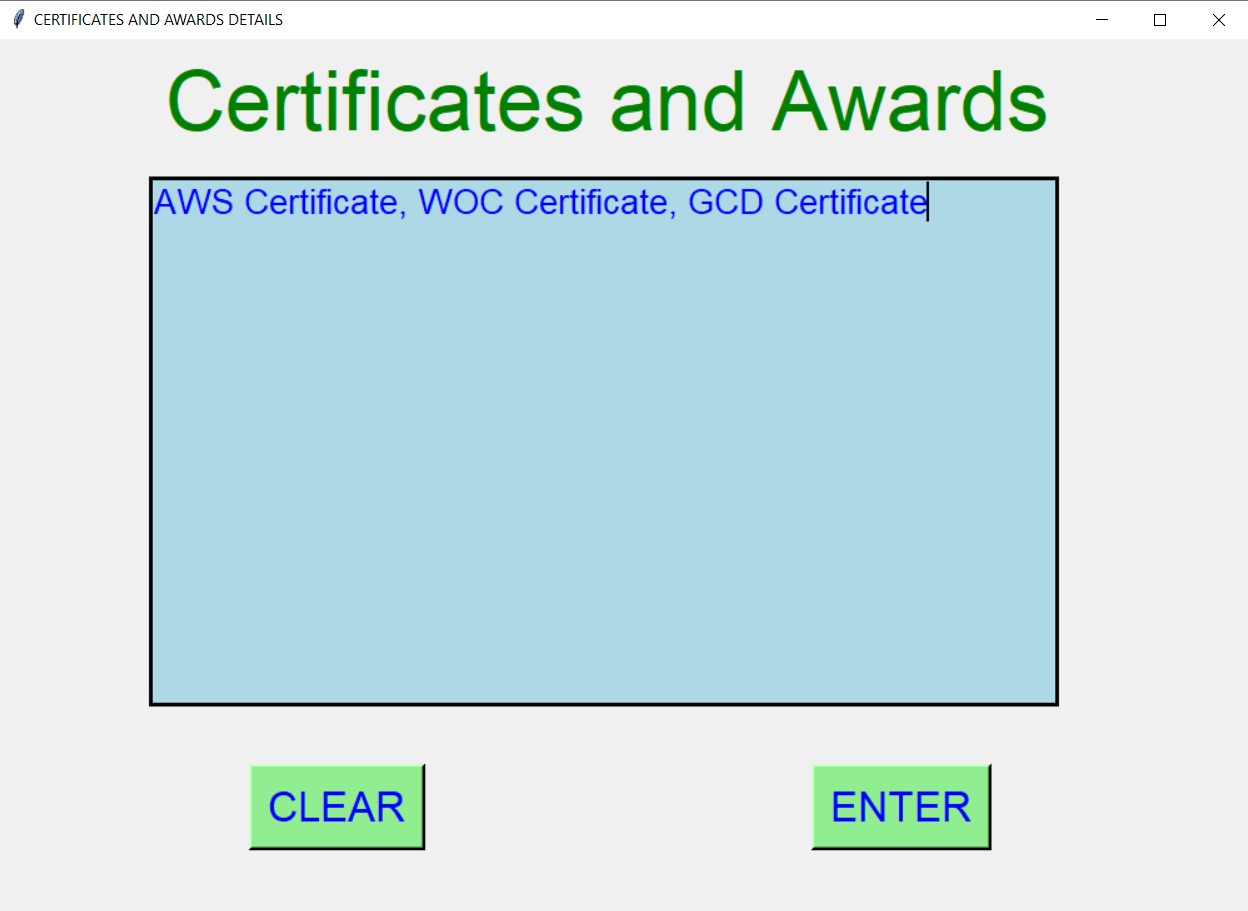 CERTIFICATES AND AWARDS DETAILS
Certificates and Awards
AWS Certificate, WOC Certificate, GCD Certificate
CLEAR
ENTER